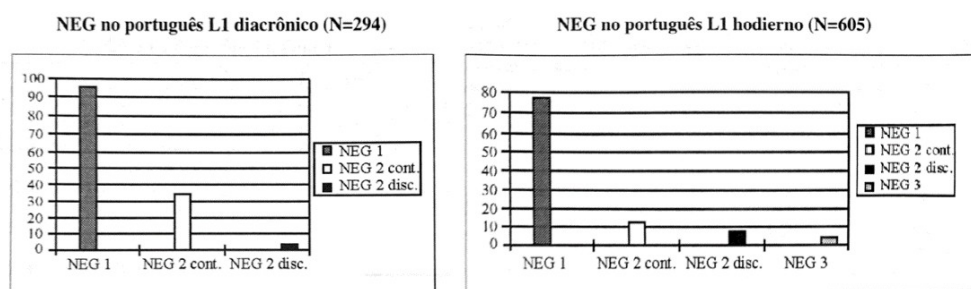 NEG no português L1 diacrônico (N=294)
100
90
80
70
60
50
40
30
20
10
0
NEG 1
NEG 2 cont.
NEG 2 disc.
NEG 1
NEG 2 cont.
NEG 2 disc.
NEG no português L1 hodierno (N=605)
80
70
60
50
40
30
20
10
0
NEG 1
NEG 2 cont.
NEG 2 disc.
NEG 3
NEG 1
NEG 2 cont.
NEG 2 disc.
NEG 3